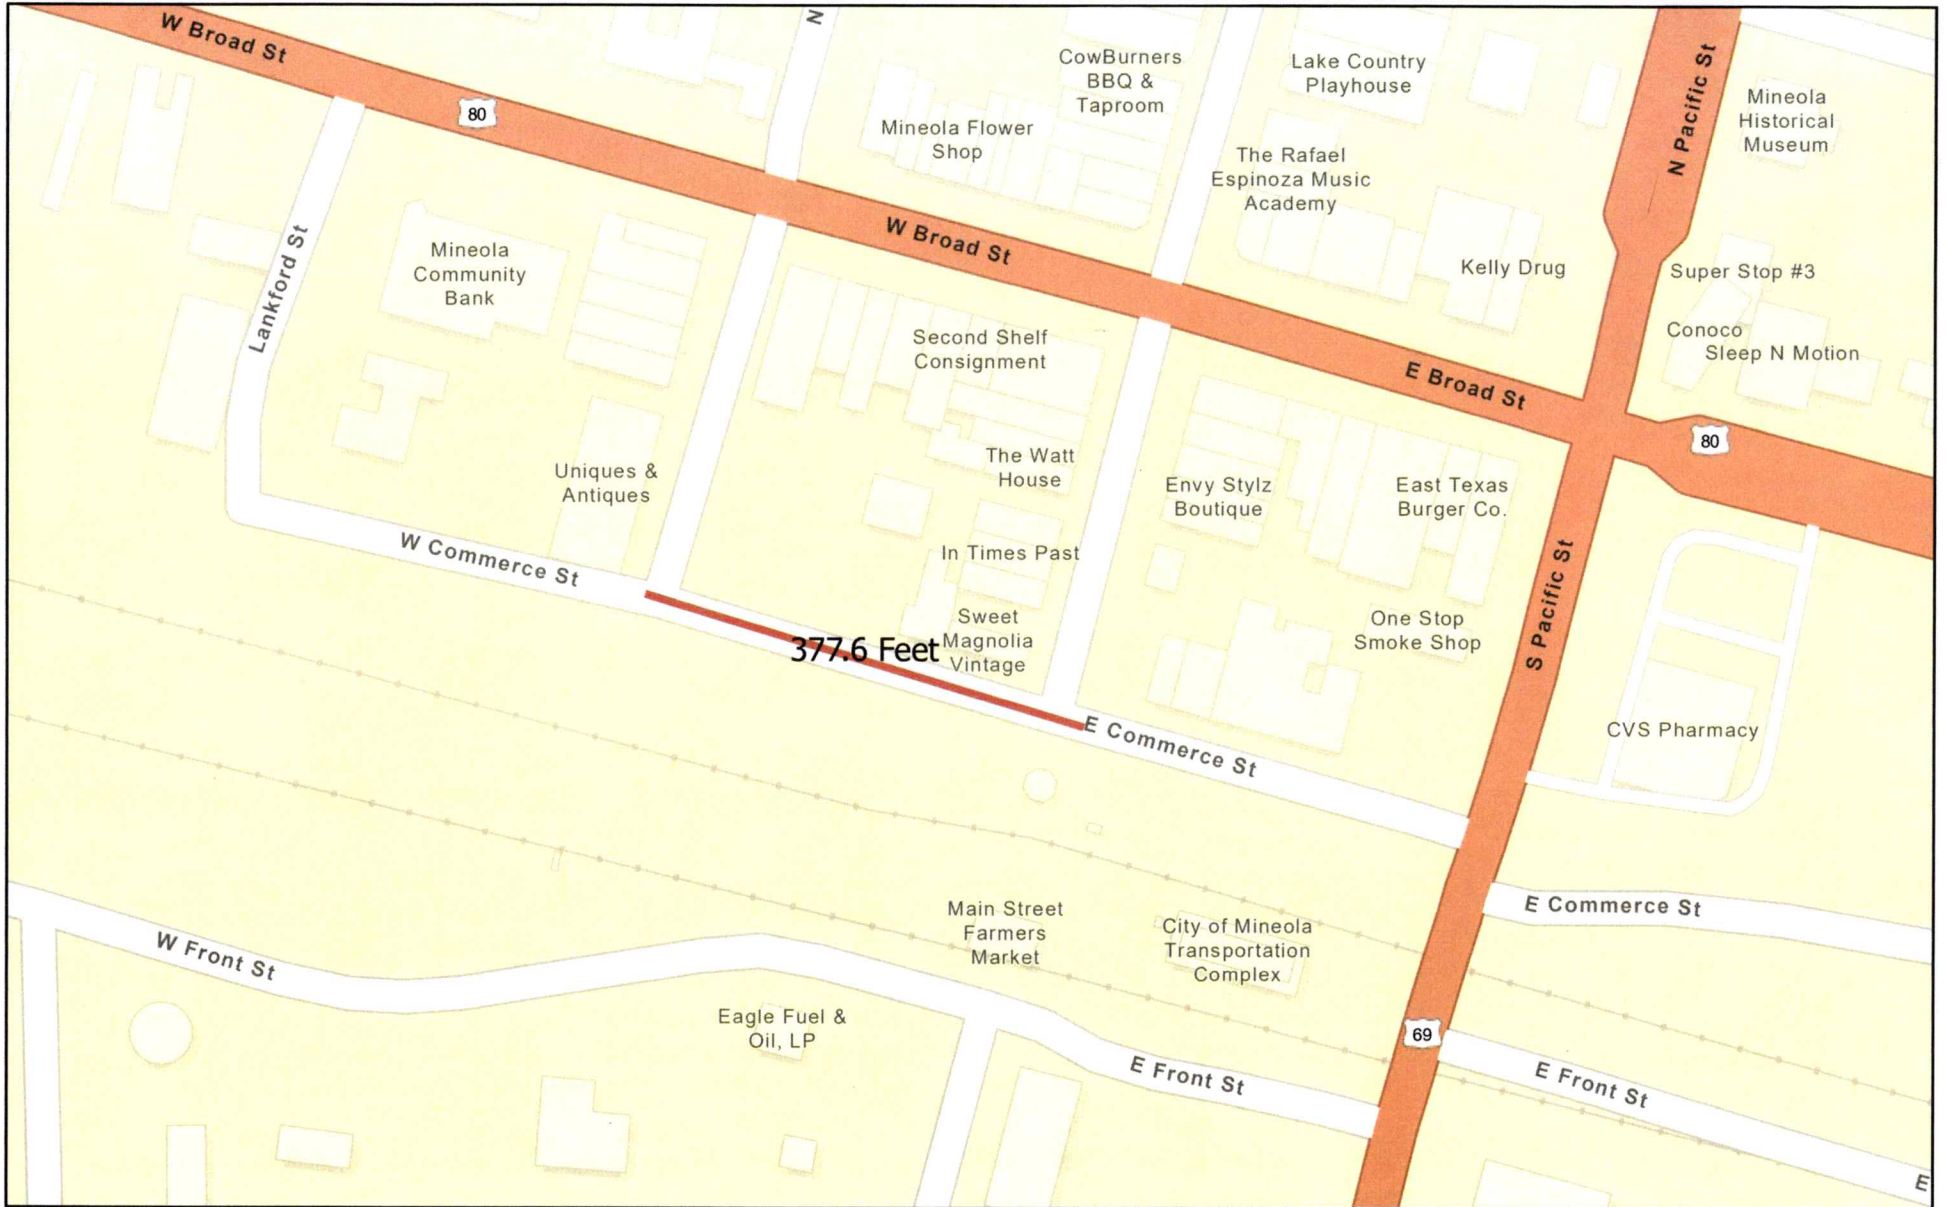 W Broad St
80
N
CowBurners
BBQ &
Taproom
Lake Country
Playhouse
N Pacific St
Mineola
Historical
Museum
Mineola Flower
Shop
The Rafael
Espinoza Music
Academy
W Broad St
Kelly Drug
Super Stop #3
Conoco
Sleep N Motion
Lankford St
Mineola
Community
Bank
Second Shelf
Consignment
E Broad St
80
Uniques &
Antiques
The Watt
House
Envy Stylz
Boutique
East Texas
Burger Co.
W Commerce St
In Times Past
S Pacific St
Sweet
Magnolia
Vintage
377.6 Feet
One Stop
Smoke Shop
E Commerce St
CVS Pharmacy
E Commerce St
Main Street
Farmers
Market
City of Mineola
Transportation
Complex
W Front St
Eagle Fuel &
Oil, LP
69
E Front St
E Front St
E